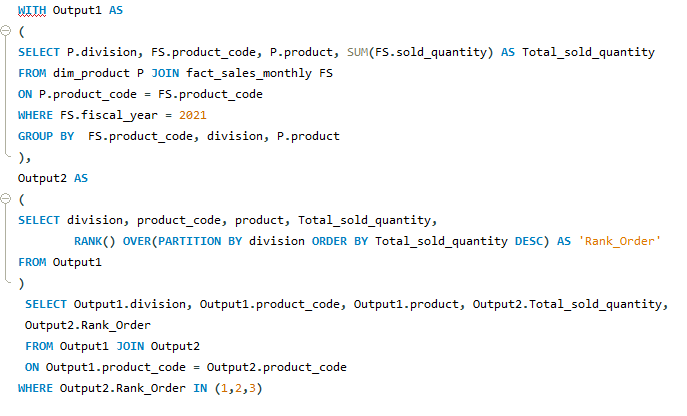 WITH Output1 AS
(
SELECT P.division, FS.product_code, P.product, SUM(FS.sold_quantity) AS Total_sold_quantity
FROM dim_product P JOIN fact_sales_monthly FS
ON P.product_code = FS.product_code
WHERE FS.fiscal_year = 2021
GROUP BY  FS.product_code, division, P.product
),
Output2 AS
(
SELECT division, product_code, product, Total_sold_quantity,
        RANK() OVER(PARTITION BY division ORDER BY Total_sold_quantity DESC) AS 'Rank_Order'
FROM Output1
)
 SELECT Output1.division, Output1.product_code, Output1.product, Output2.Total_sold_quantity,
 Output2.Rank_Order
 FROM Output1 JOIN Output2
 ON Output1.product_code = Output2.product_code
WHERE Output2.Rank_Order IN (1,2,3)